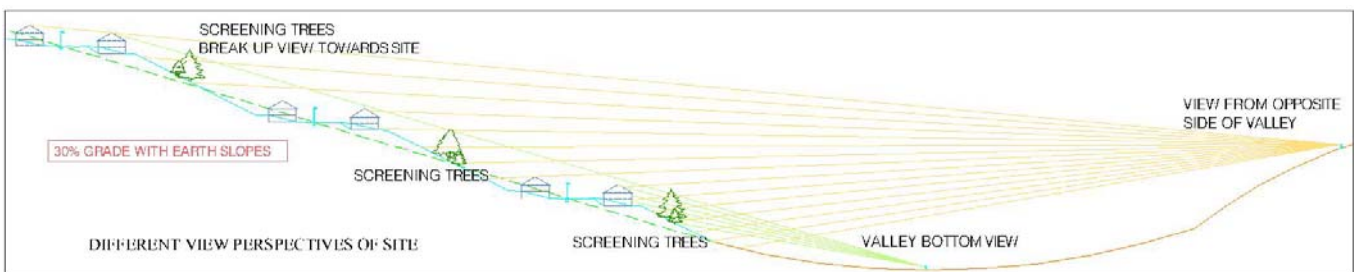 SCREENING TREES
BREAK UP VIEW TOWARDS SITE
VIEW FROM OPPOSITE
SIDE OF VALLEY
30% GRADE WITH EARTH SLOPES
SCREENING TREES
DIFFERENT VIEW PERSPECTIVES OF SITE
SCREENING TREES
VALLEY BOTTOM VIEW